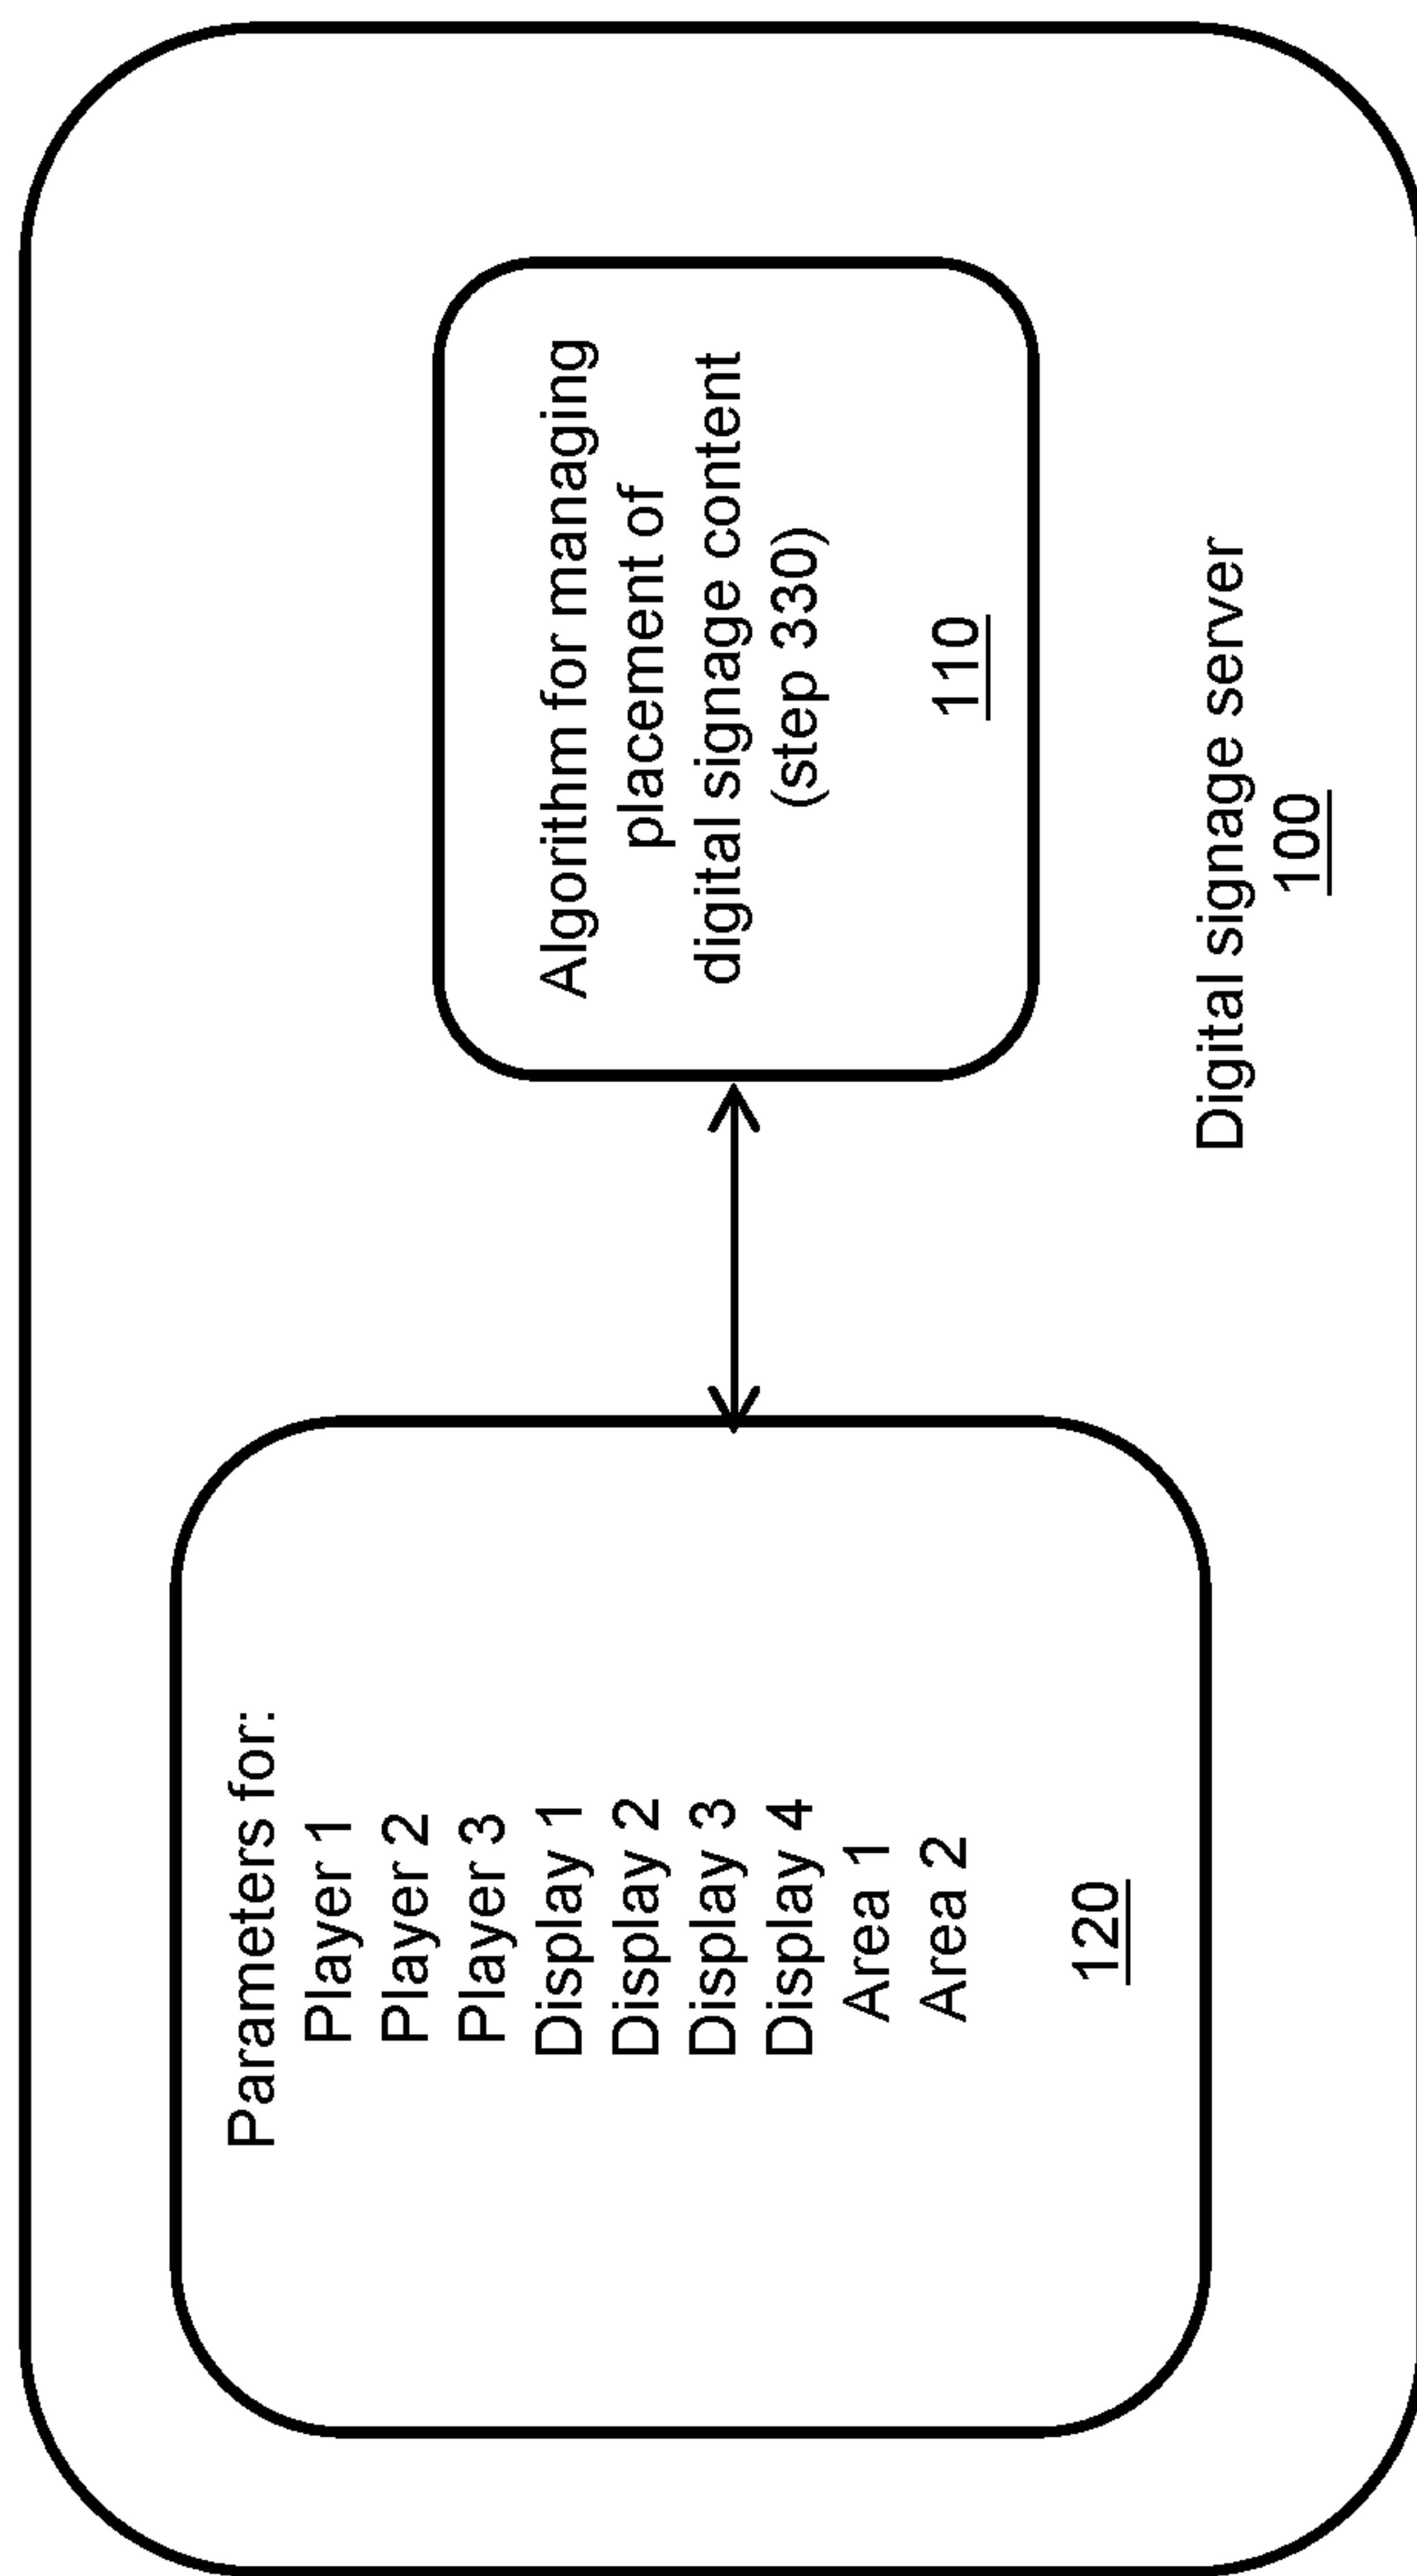 Parameters for:
Player 1
Player 2
Player 3
Display 1
Display 2
Display 3
Display 4
Area 1
Area 2
120
Algorithm for managing
placement of
digital signage content
(step 330)
110
Digital signage server
100